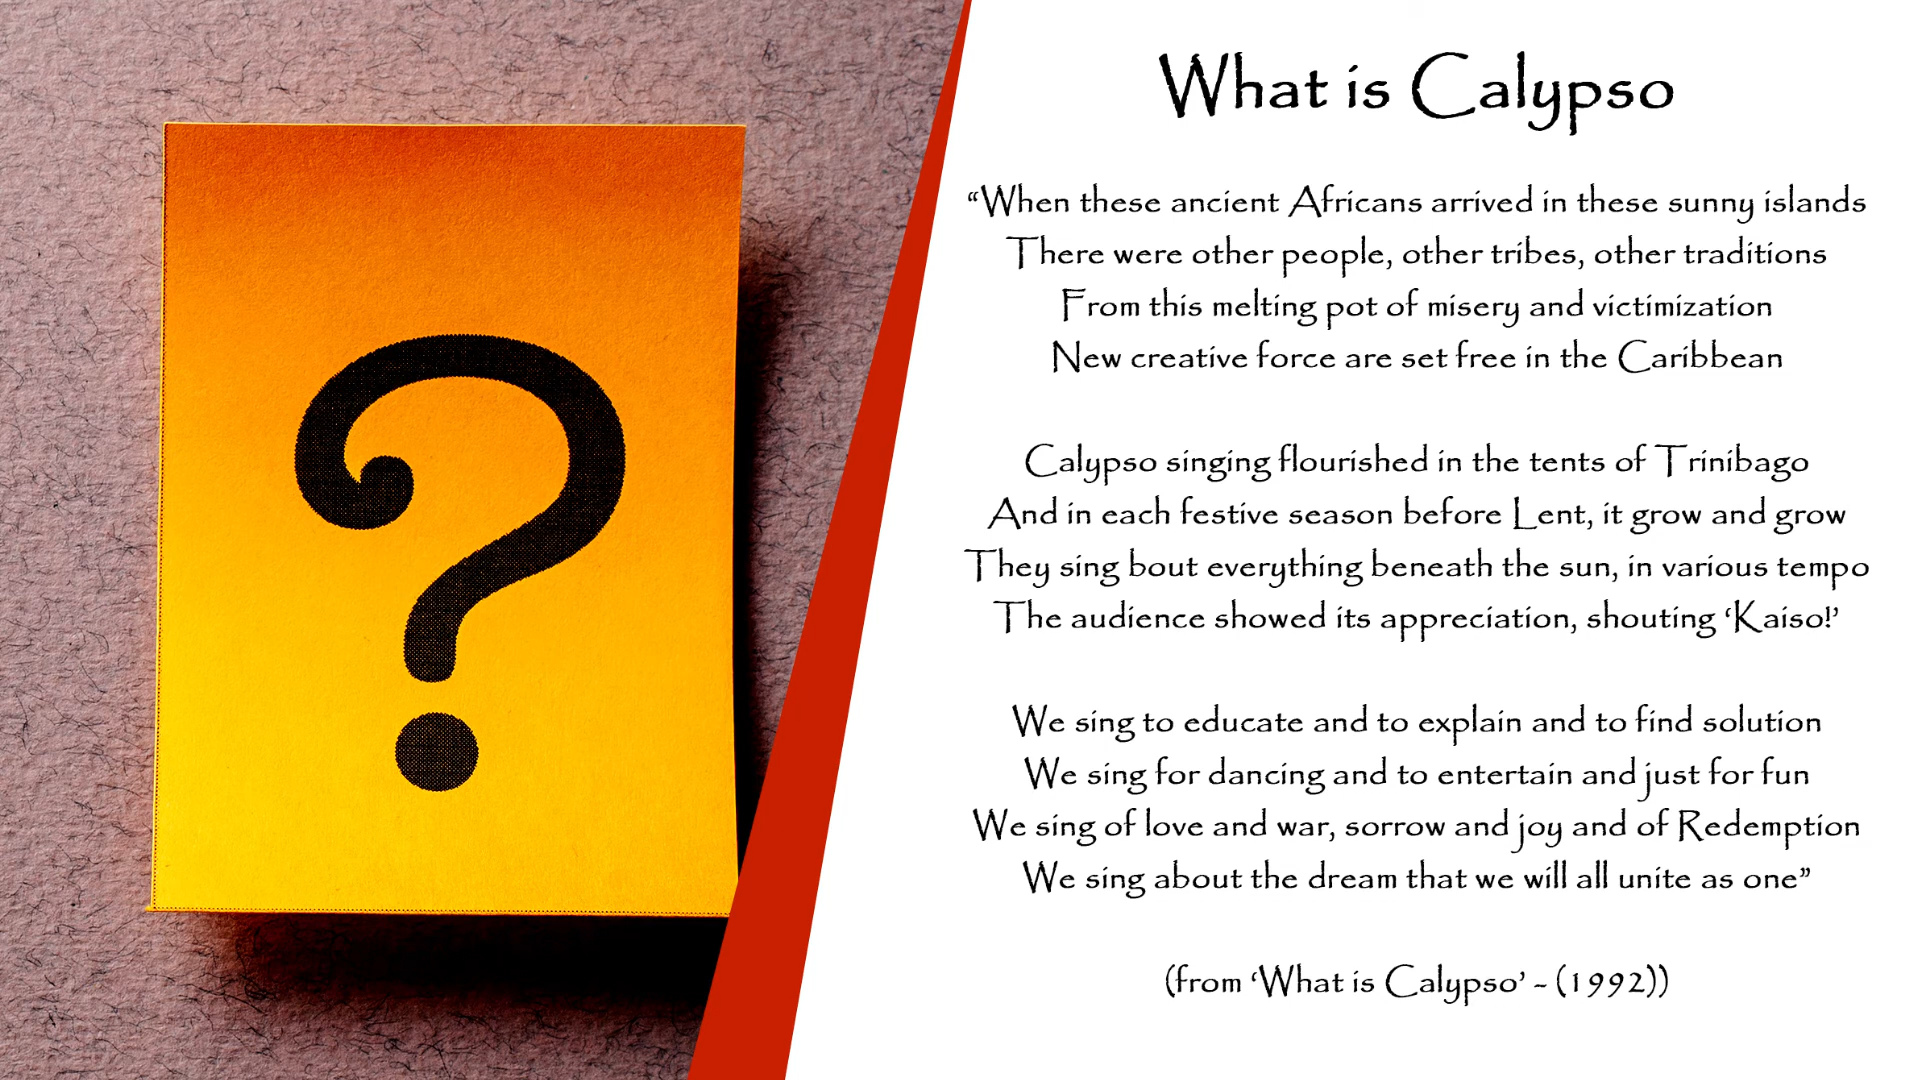 What is Calypso
“When these ancient Africans arrived in these sunny islands
There were other people, other tribes, other traditions
From this melting pot of misery and victimization
New creative force are set free in the Caribbean
Calypso singing flourished in the tents of Trinibago
And in each festive season before Lent, it grow and grow
They sing bout everything beneath the sun, in various tempo
The audience showed its appreciation, shouting ‘Kaiso!’
We sing to educate and to explain and to find solution
We sing for dancing and to entertain and just for fun
We sing of love and war, sorrow and joy and of Redemption
We sing about the dream that we will all unite as one”
(from ‘What is Calypso’ - (1992))
?